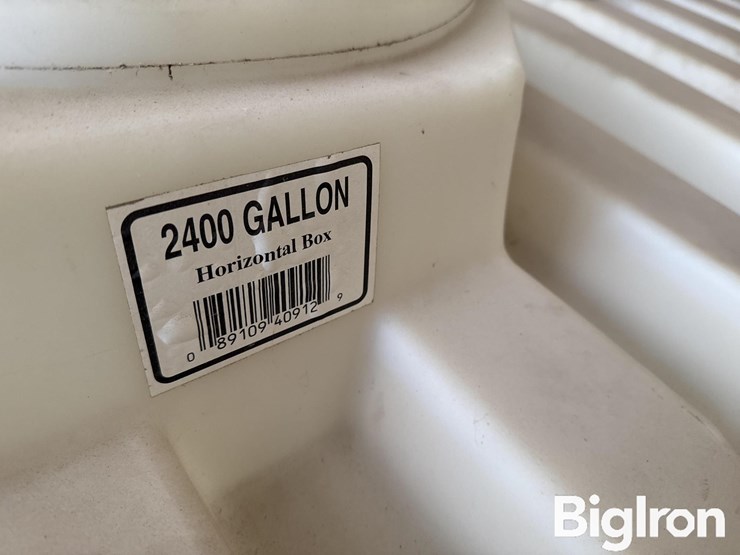 2400 GALLON
Horizontal Box
0 89109 40912 9
BigIron